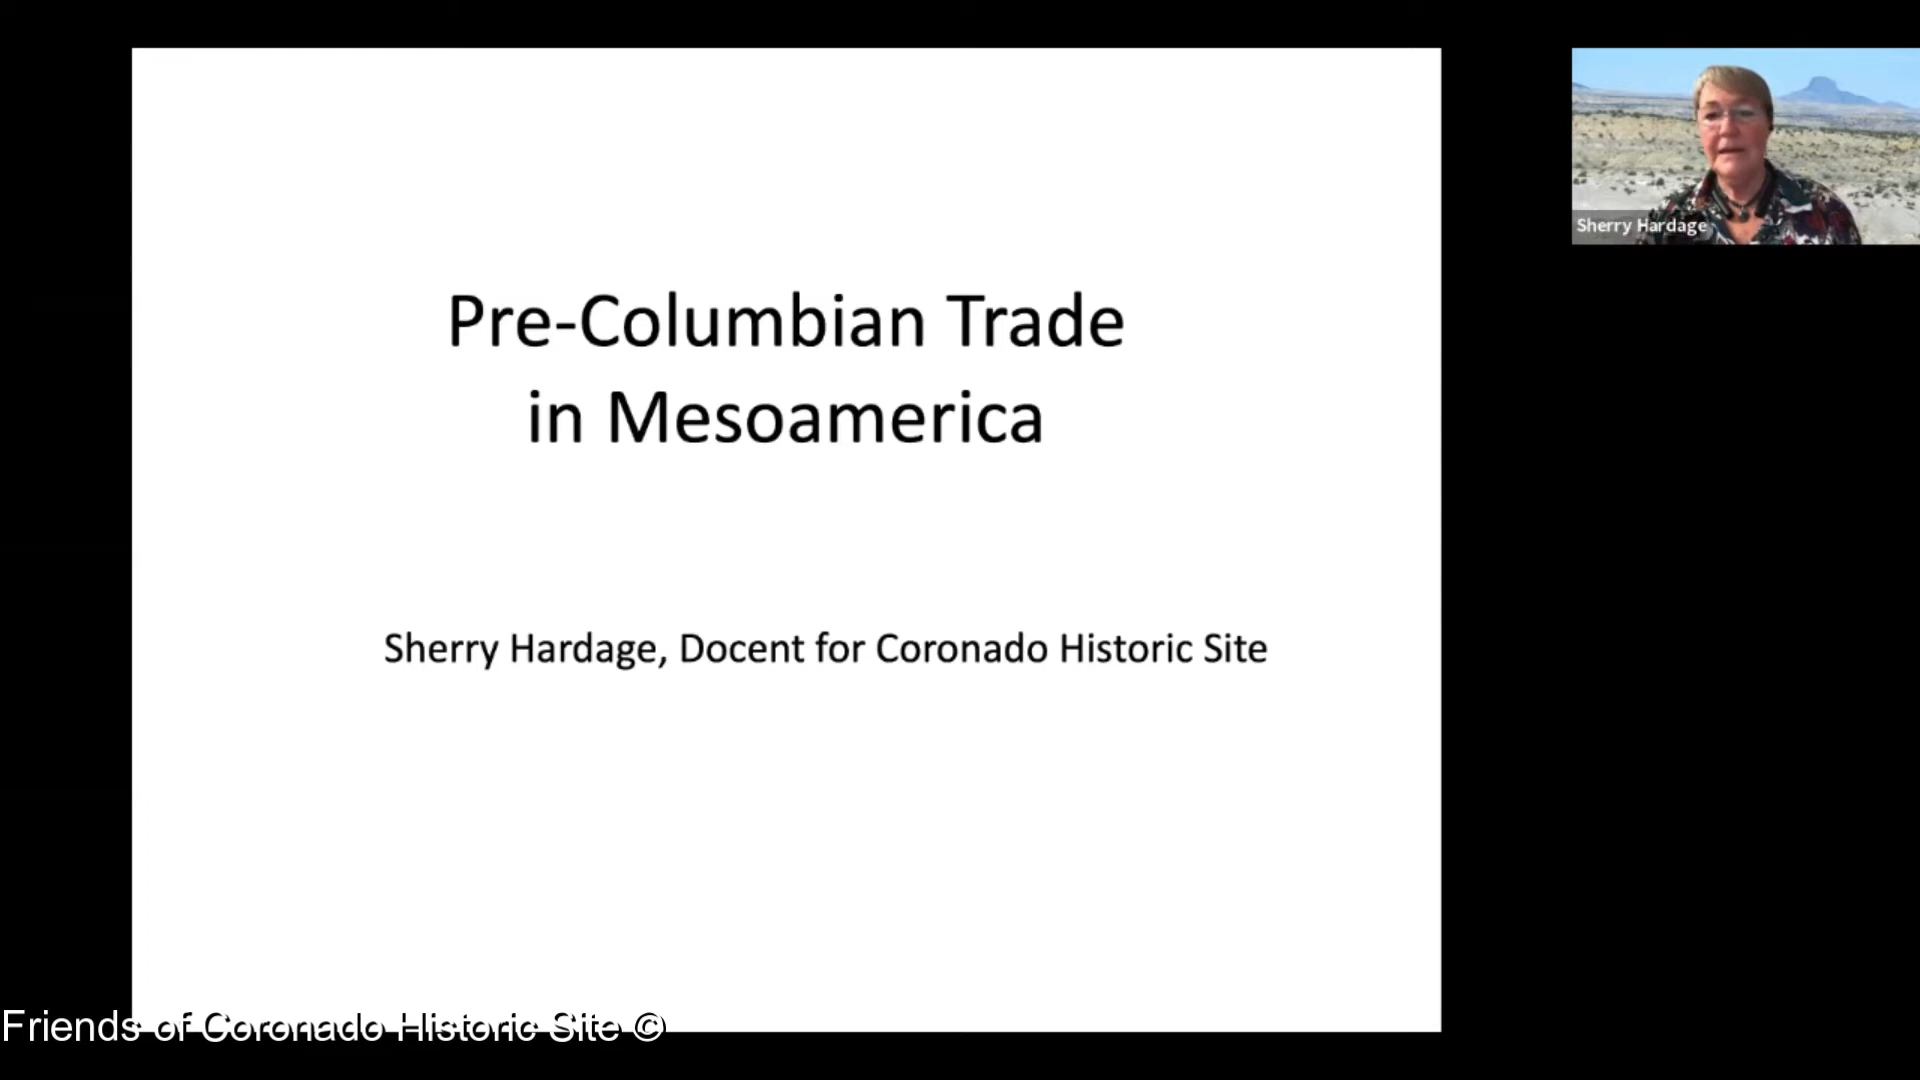 Pre-Columbian Trade
in Mesoamerica
Sherry Hardage, Docent for Coronado Historic Site
Sherry Hardage
Friends of Coronado Historic Site ©